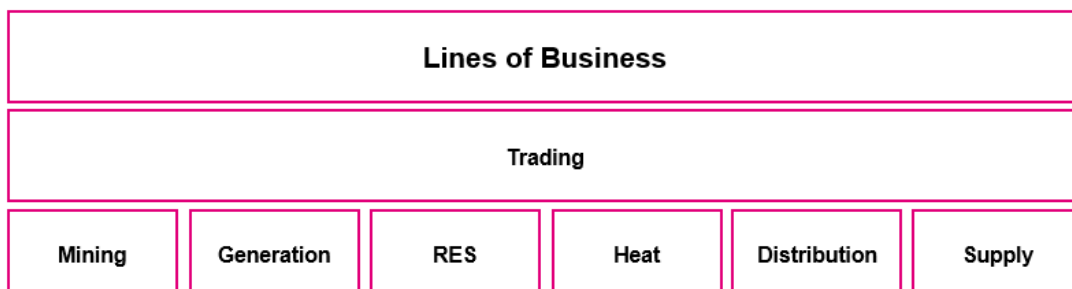 Lines of Business
Trading
Mining
Generation
RES
Heat
Distribution
Supply